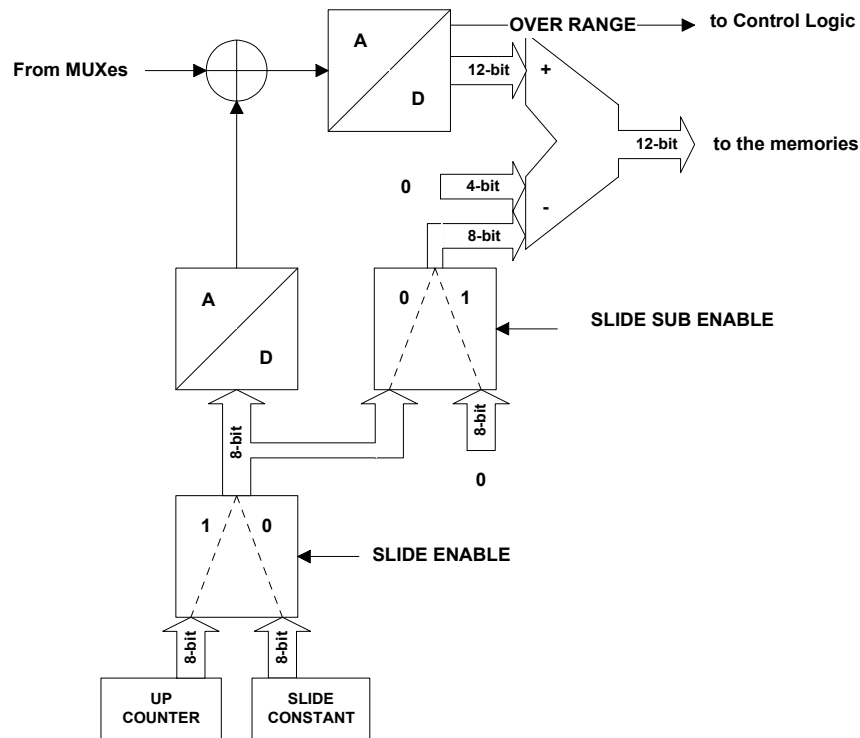 A
D
OVER RANGE
to Control Logic
From MUXes
12-bit
+
12-bit
to the memories
0
4-bit
-
8-bit
A
D
0 1
SLIDE SUB ENABLE
8-bit
8-bit
0
1 0
SLIDE ENABLE
8-bit
8-bit
UP
COUNTER
SLIDE
CONSTANT